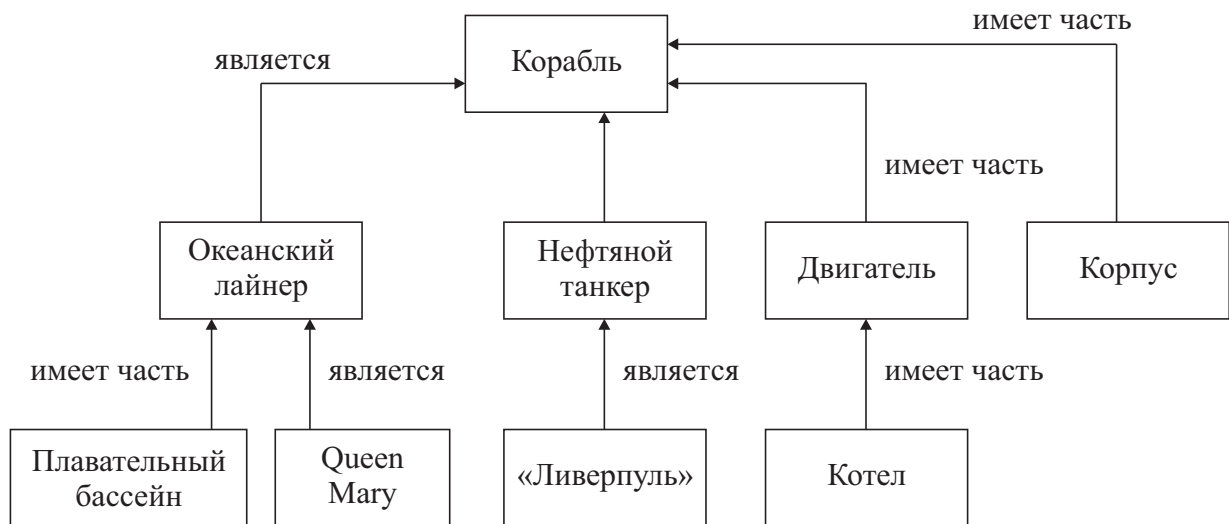 имеет часть
Корабль
является
имеет часть
Океанский
лайнер
Нефтяной
танкер
Двигатель
Корпус
имеет часть
является
является
имеет часть
Плавательный
бассейн
Queen
Mary
«Ливерпуль»
Котел